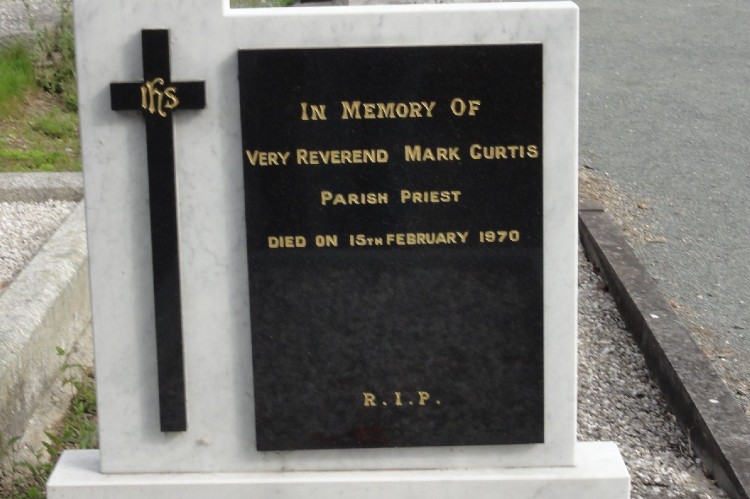 IHS
IN MEMORY OF
VERY REVEREND MARK CURTIS
PARISH PRIEST
DIED ON 15TH FEBRUARY 1970
R.I.P.